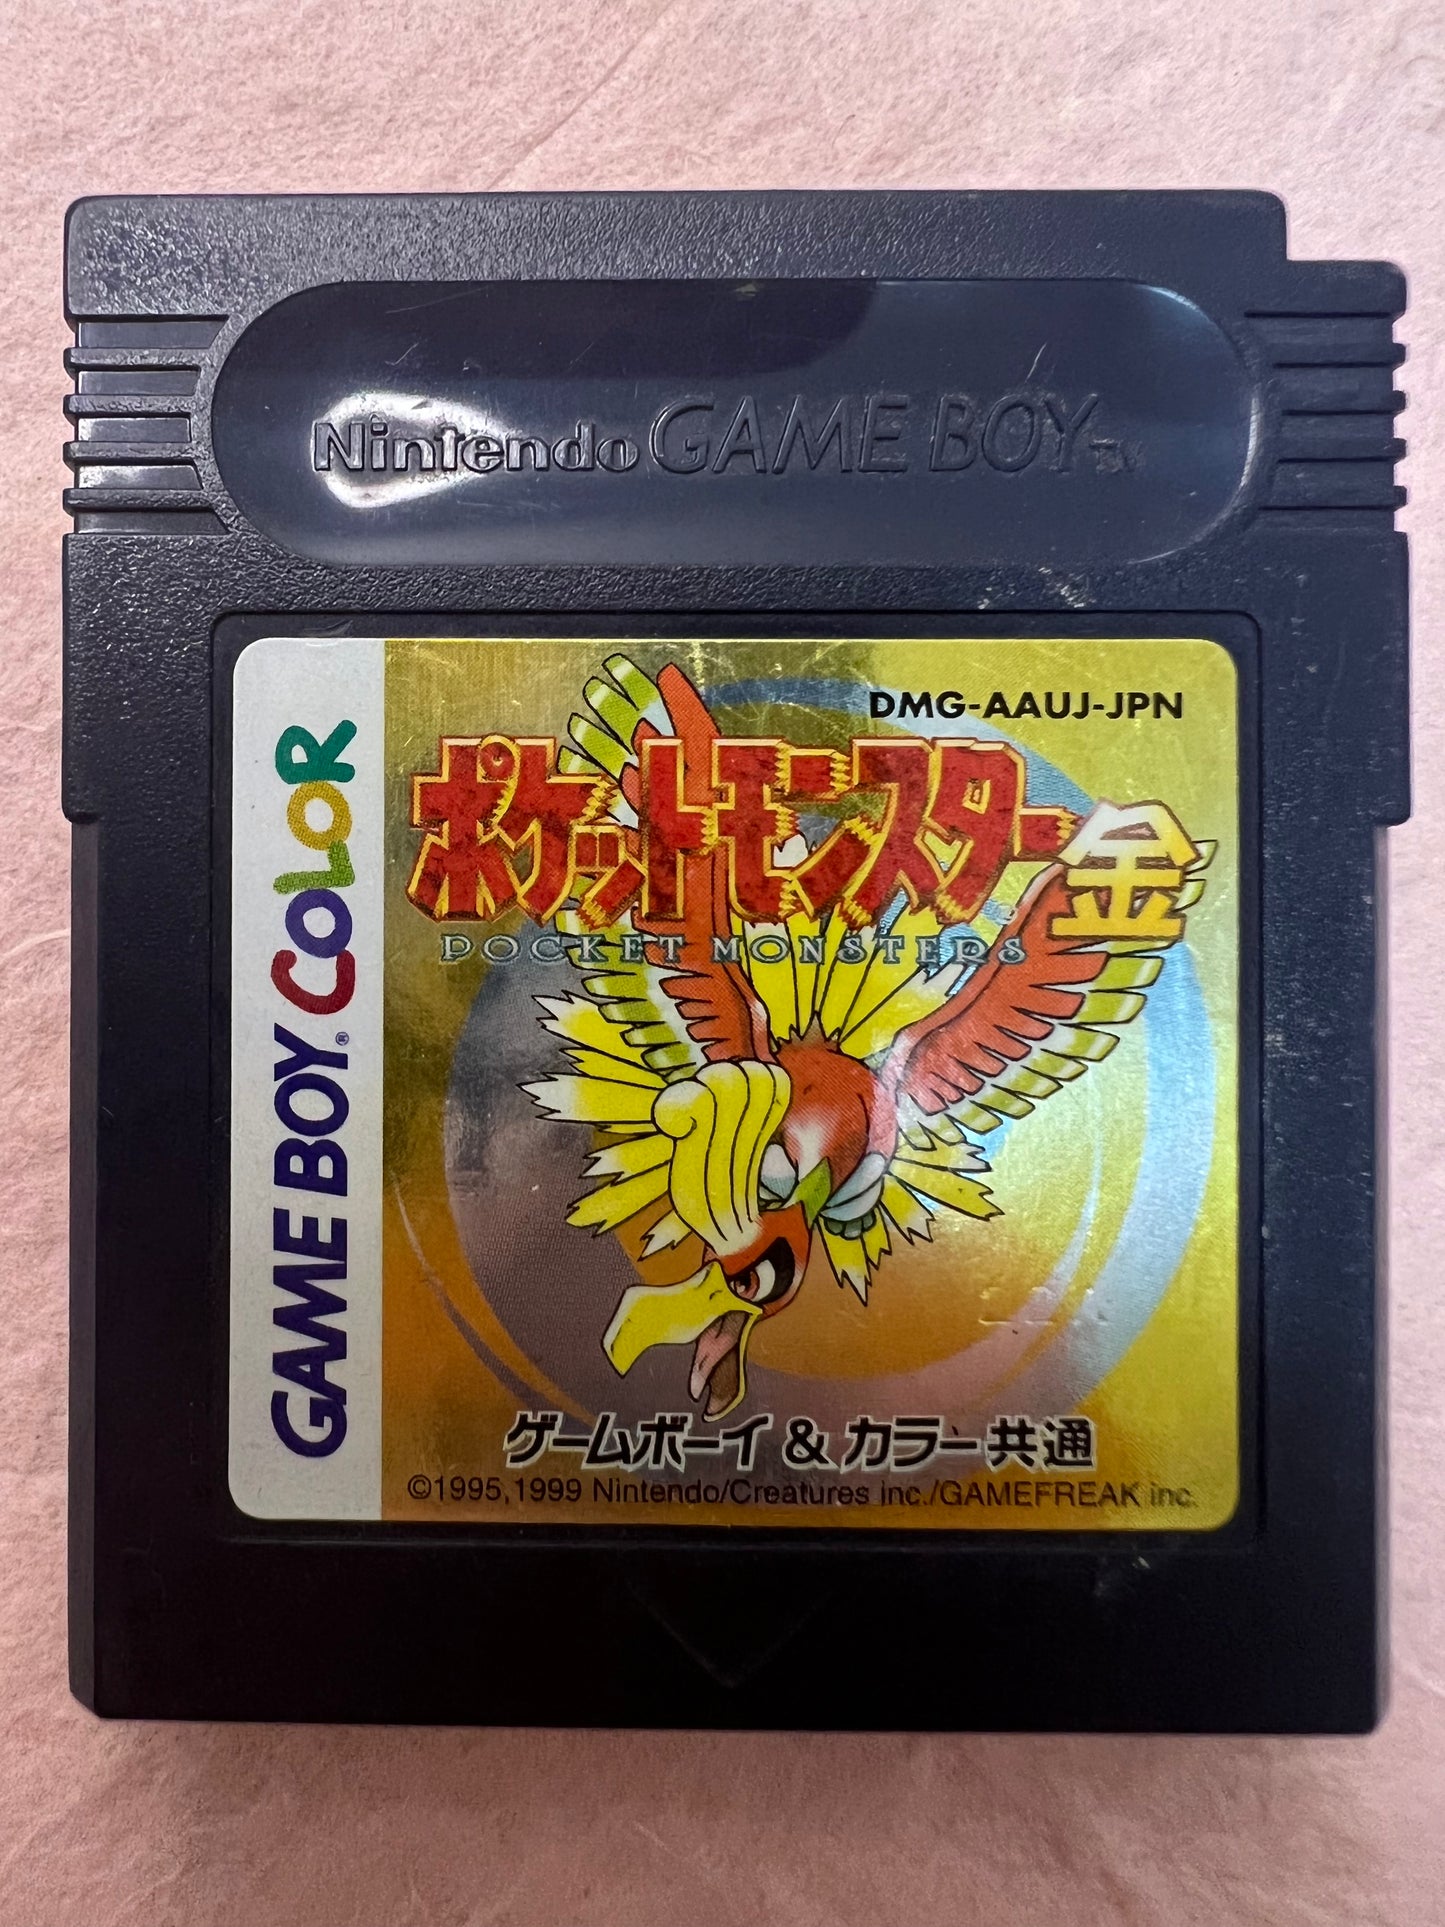 Nintendo GAME BOY™
GAME BOY® COLOR
DMG-AAUJ-JPN
ポケットモンスター金
POCKET MONSTERS
ゲームボーイ & カラー共通
©1995,1999 Nintendo/Creatures inc./GAMEFREAK inc.